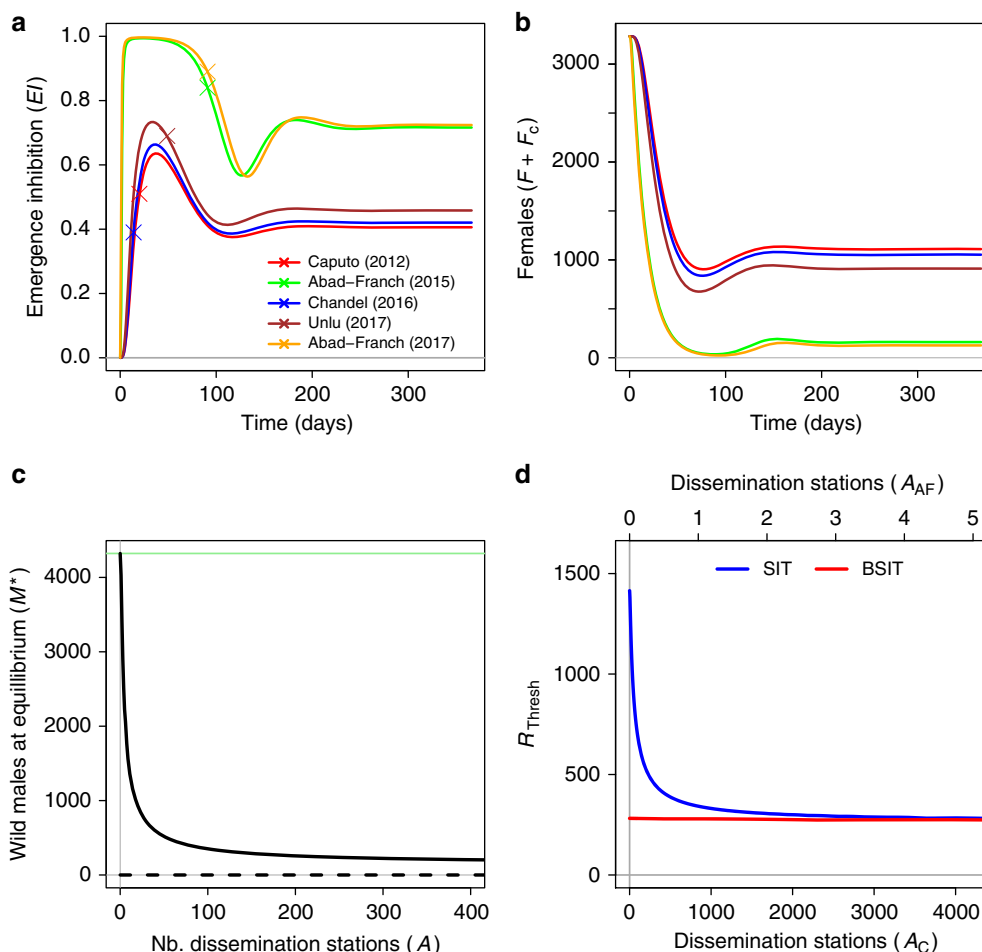 a
1.0
0.8
0.6
0.4
0.2
0.0
Emergence inhibition (EI)
Caputo (2012)
Abad–Franch (2015)
Chandel (2016)
Unlu (2017)
Abad–Franch (2017)
0 100 200 300
Time (days)
b
3000
2000
1000
0
Females (F + Fc)
0 100 200 300
Time (days)
c
4000
3000
2000
1000
0
Wild males at equilibrium (M*)
0 100 200 300 400
Nb. dissemination stations (A)
d
Dissemination stations (AAF)
0 1 2 3 4 5
SIT BSIT
1500
1000
500
0
RThresh
0 1000 2000 3000 4000
Dissemination stations (AC)